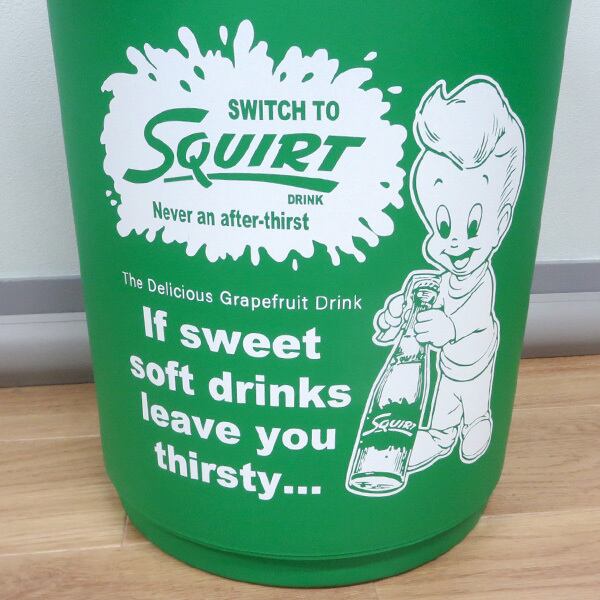 SWITCH TO
SQUIRT
DRINK
Never an after-thirst
The Delicious Grapefruit Drink
If sweet
soft drinks
leave you
thirsty...
SQUIRT
SQUIRT